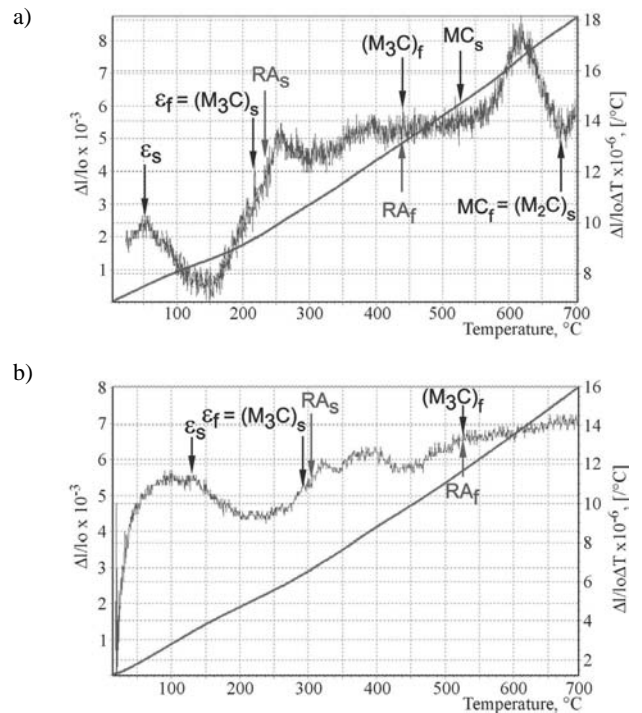 a)
8
7
6
5
4
3
2
1
Δl/lo x 10⁻³
18
16
14
12
10
8
Δl/loΔT x10⁻⁶, [/°C]
εₛ
εf = (M₃C)ₛ
RAₛ
(M₃C)f
RAf
MCₛ
MCf = (M₂C)ₛ
100 200 300 400 500 600 700
Temperature, °C
b)
8
7
6
5
4
3
2
1
Δl/lo x 10⁻³
16
14
12
10
8
6
4
2
Δl/loΔT x10⁻⁶, [/°C]
εₛ
εf = (M₃C)ₛ
RAₛ
(M₃C)f
RAf
100 200 300 400 500 600 700
Temperature, °C